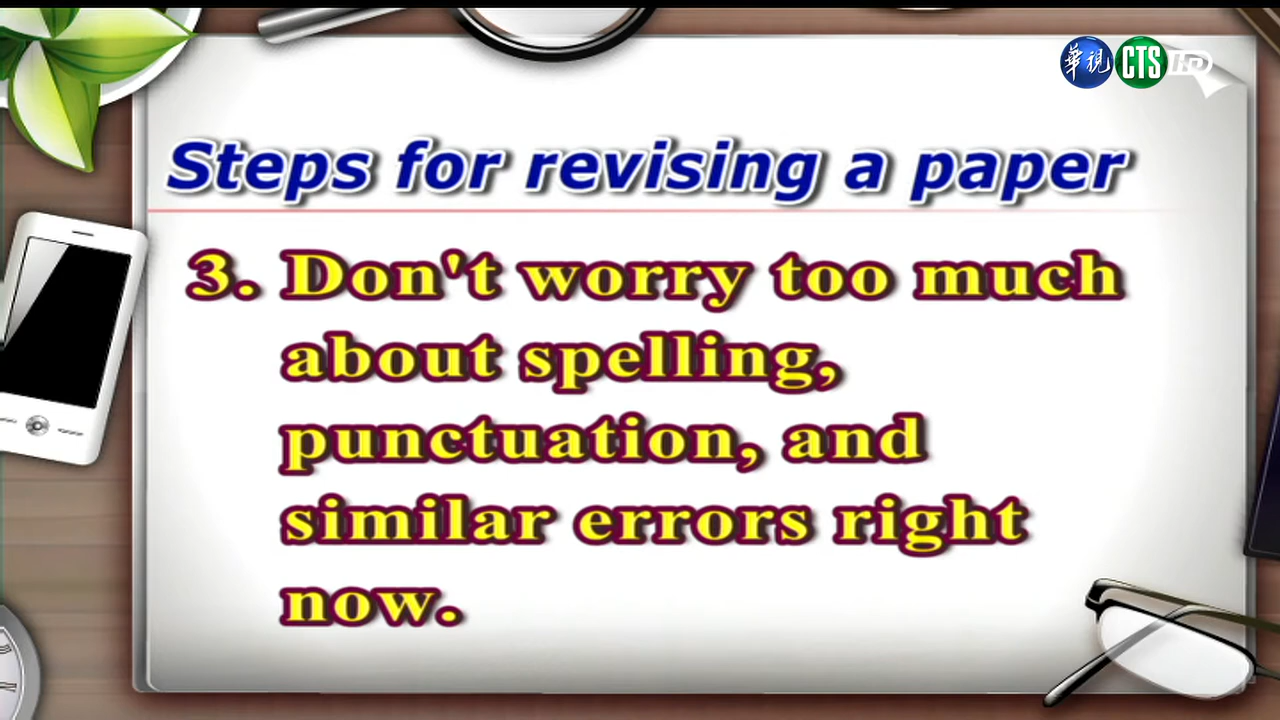 華視 CTS HD
Steps for revising a paper
3. Don't worry too much
about spelling,
punctuation, and
similar errors right
now.